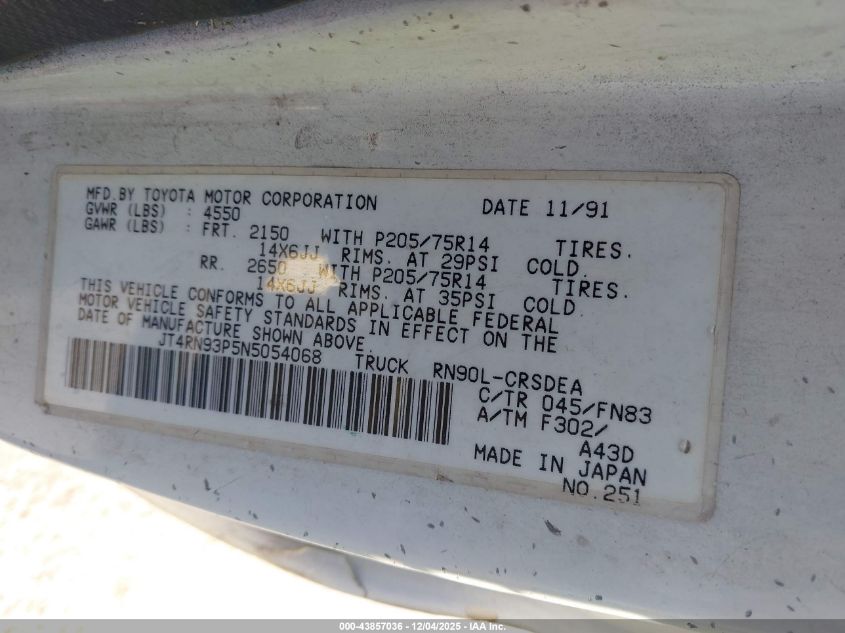 MFD. BY TOYOTA MOTOR CORPORATION DATE 11/91
GVWR (LBS) : 4550
GAWR (LBS) : FRT. 2150 WITH P205/75R14 TIRES.
14X6JJ RIMS. AT 29PSI COLD.
RR. 2650 WITH P205/75R14 TIRES.
14X6JJ RIMS. AT 35PSI COLD.
THIS VEHICLE CONFORMS TO ALL APPLICABLE FEDERAL
MOTOR VEHICLE SAFETY STANDARDS IN EFFECT ON THE
DATE OF MANUFACTURE SHOWN ABOVE.
JT4RN93P5N5054068 TRUCK RN90L-CRSDEA
C/TR 045/FN83
A/TM F302/
A43D
MADE IN JAPAN
NO.251
000-43857036 - 12/04/2025 - IAA Inc.